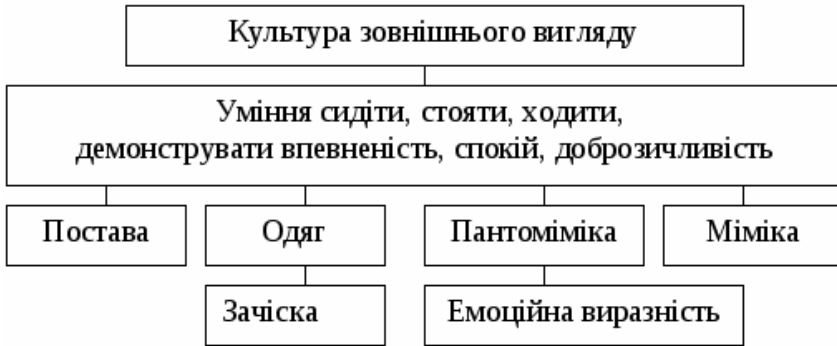 Культура зовнішнього вигляду
Уміння сидіти, стояти, ходити,
демонструвати впевненість, спокій, доброзичливість
Постава
Одяг
Пантоміміка
Міміка
Зачіска
Емоційна виразність